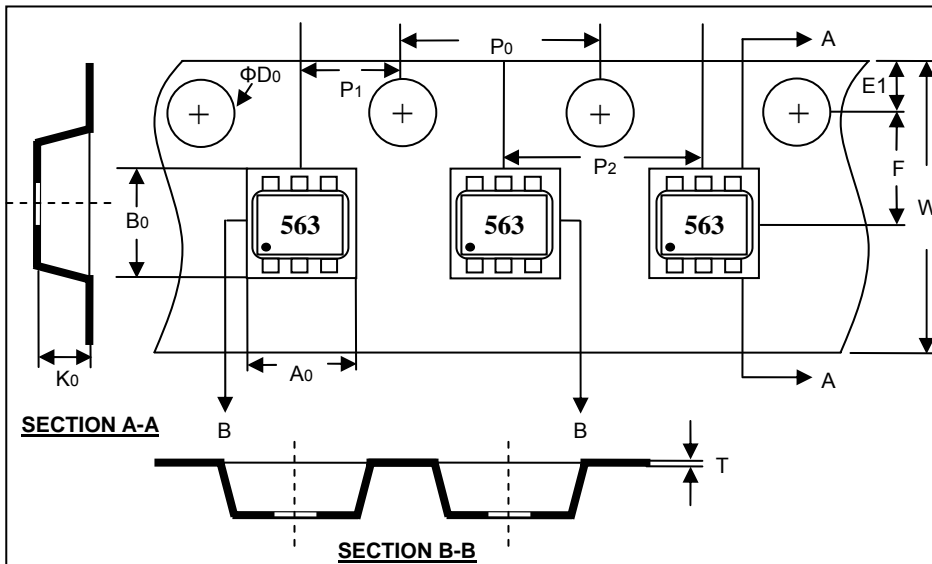 A
P0
ΦD0
E1
P1
P2
F
W
B0
563
563
563
K0
A0
A
SECTION A-A
B
B
T
SECTION B-B